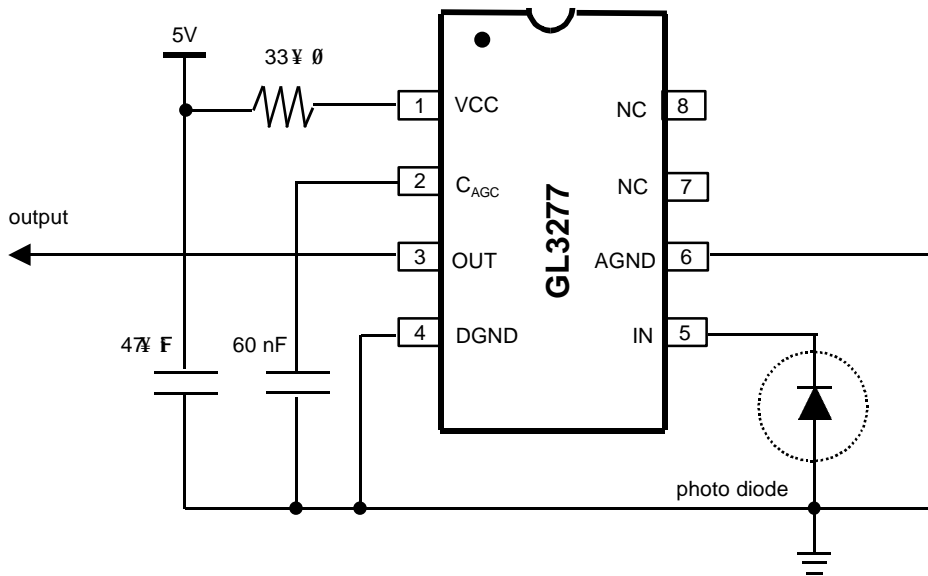 5V
33¥ Ø
1
VCC
NC
8
2
CAGC
NC
7
output
GL3277
3
OUT
AGND
6
4
DGND
IN
5
47¥ F
60 nF
photo diode